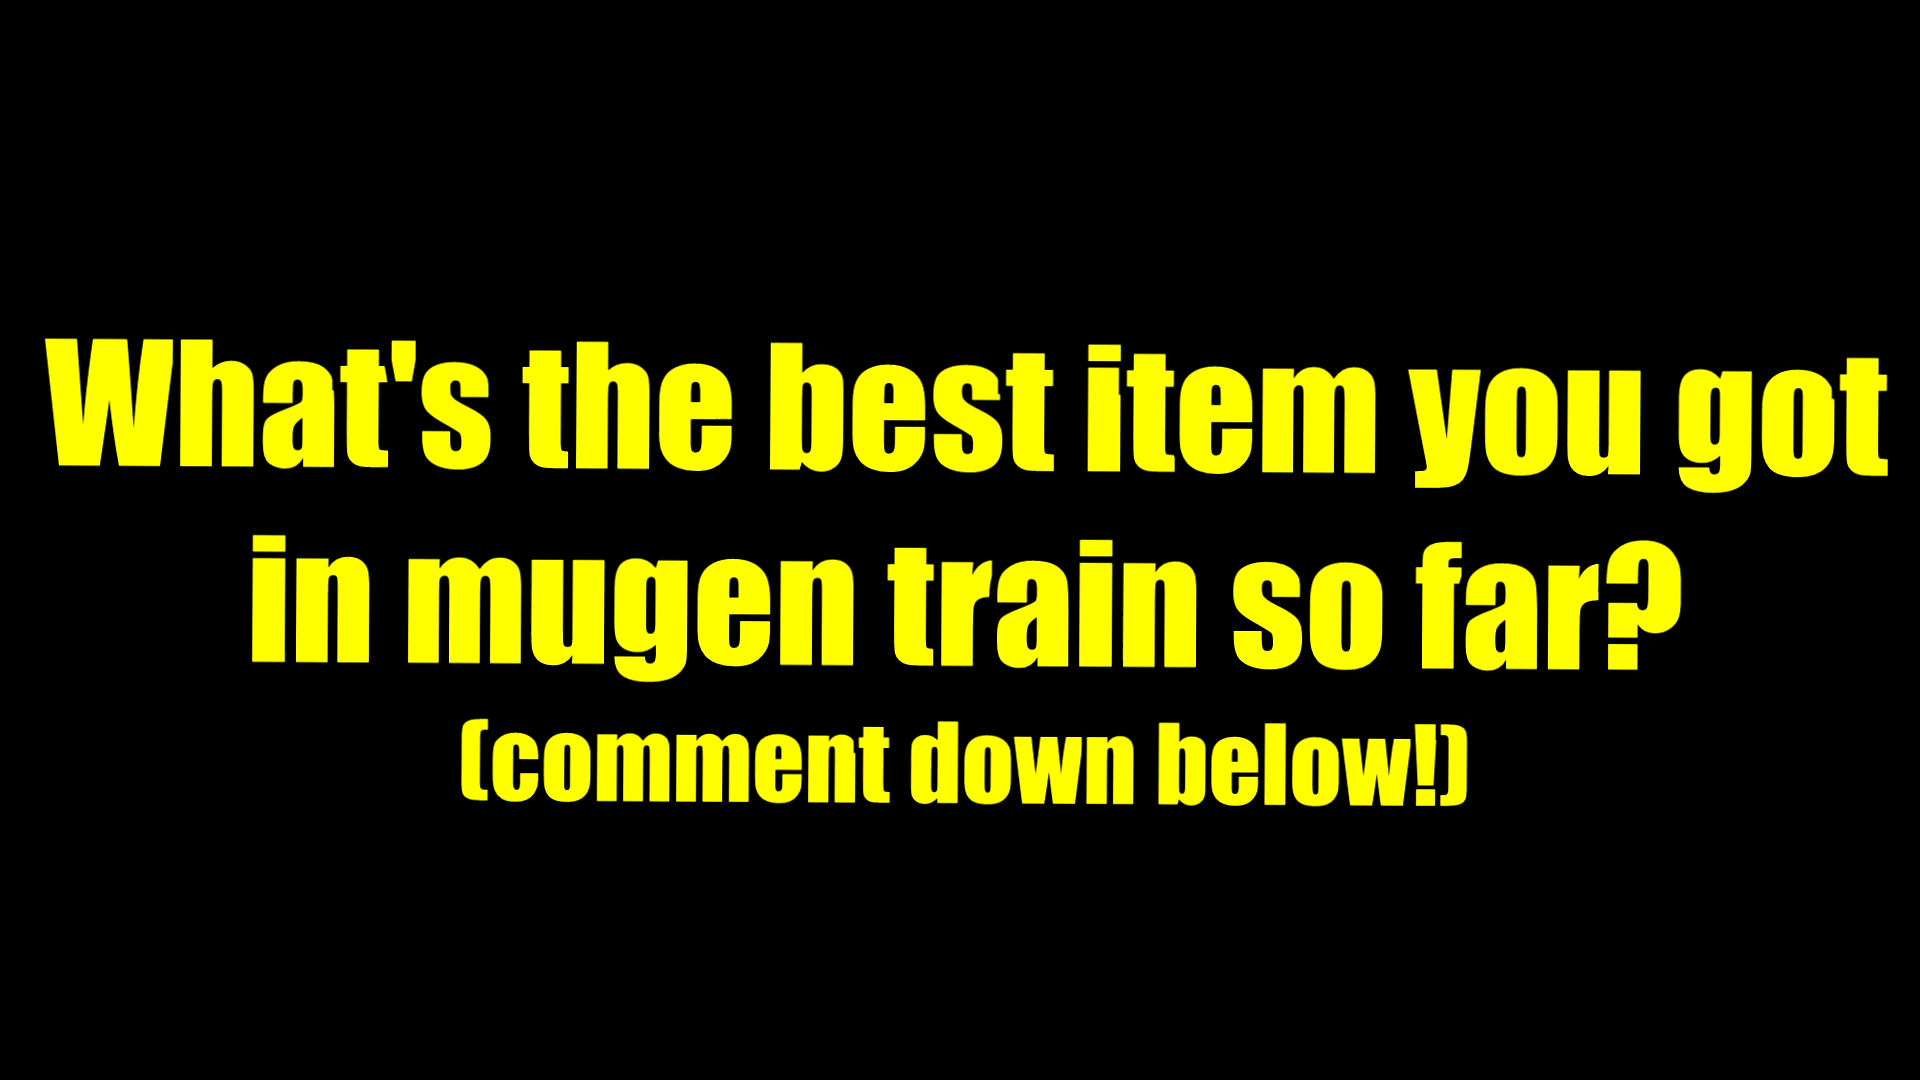 What's the best item you got
in mugen train so far?
(comment down below!)